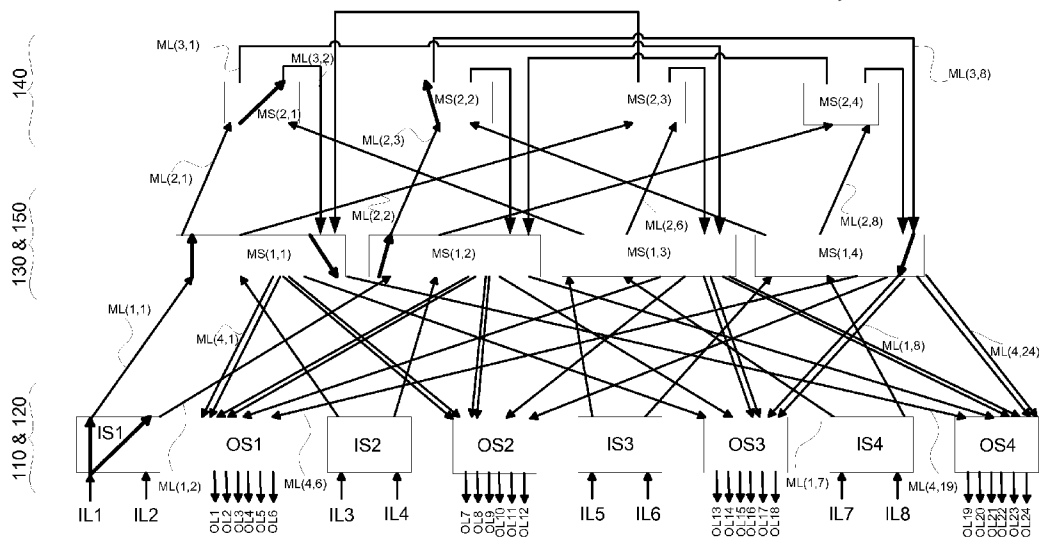 ML(3,1)
ML(3,2)
ML(3,8)
140
MS(2,1)
MS(2,2)
MS(2,3)
MS(2,4)
ML(2,1)
ML(2,3)
ML(2,2)
ML(2,6)
ML(2,8)
130 & 150
MS(1,1)
MS(1,2)
MS(1,3)
MS(1,4)
ML(1,1)
ML(4,1)
ML(1,8)
ML(4,24)
110 & 120
IS1
OS1
IS2
OS2
IS3
OS3
IS4
OS4
ML(1,2)
ML(4,6)
ML(1,7)
ML(4,19)
IL1
IL2
OL1
OL2
OL3
OL4
OL5
OL6
IL3
IL4
OL7
OL8
OL9
OL10
OL11
OL12
IL5
IL6
OL13
OL14
OL15
OL16
OL17
OL18
IL7
IL8
OL19
OL20
OL21
OL22
OL23
OL24